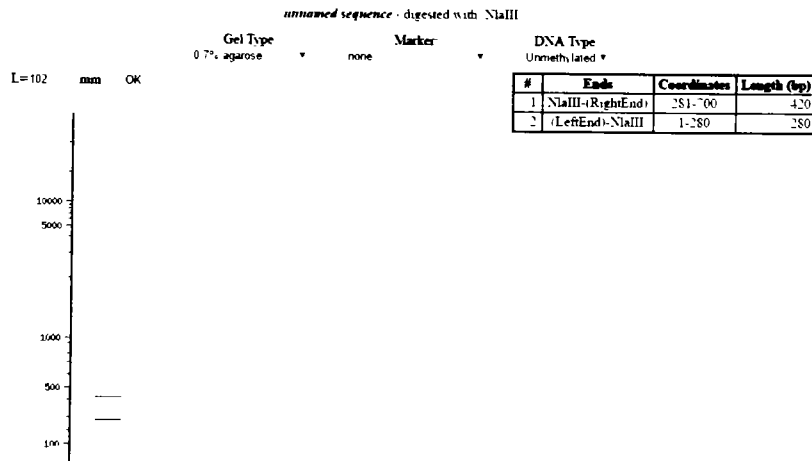 unnamed sequence - digested with NlaIII
Gel Type Marker DNA Type
0.7% agarose none Unmethylated
L=102 mm OK
# Ends Coordinates Length (bp)
1 NlaIII-(RightEnd) 281-700 420
2 (LeftEnd)-NlaIII 1-280 280
10000
5000
1000
500
100